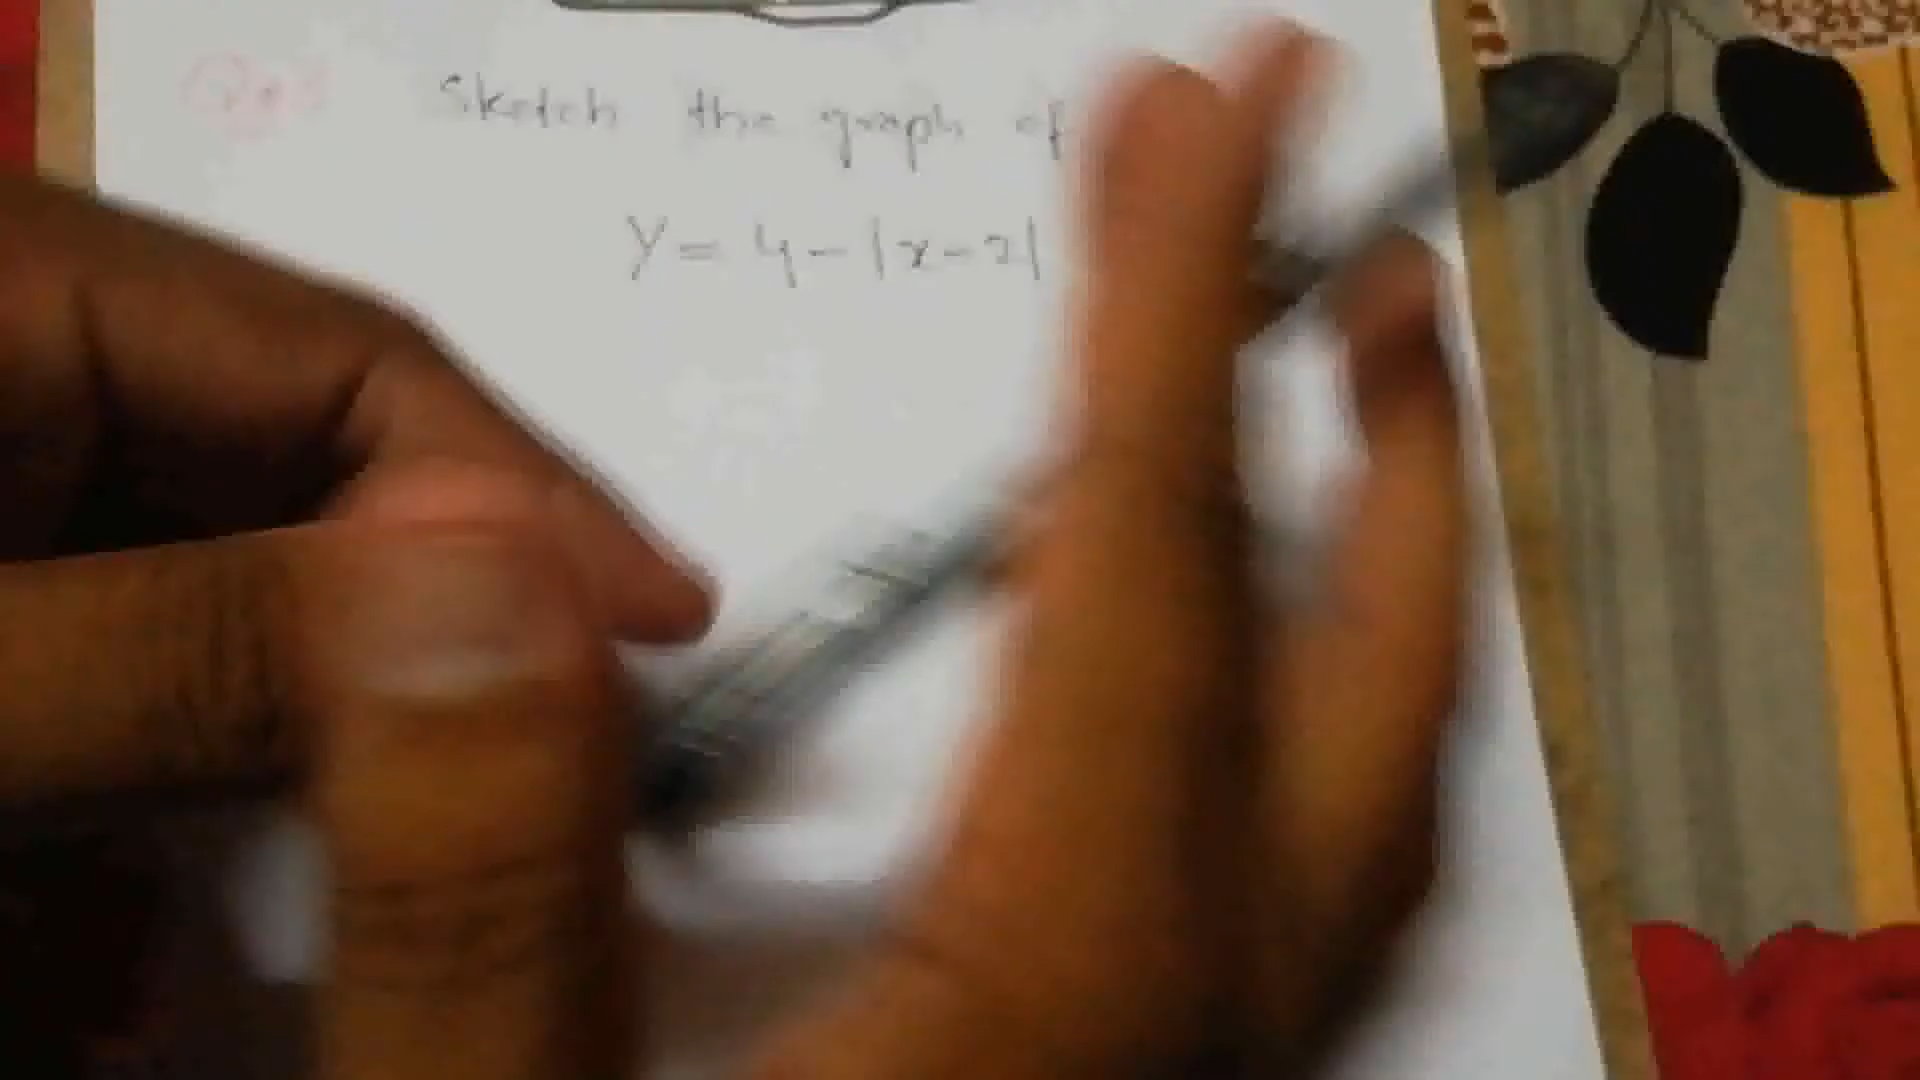 Sketch the graph of
Y = 4 - |x - 2|